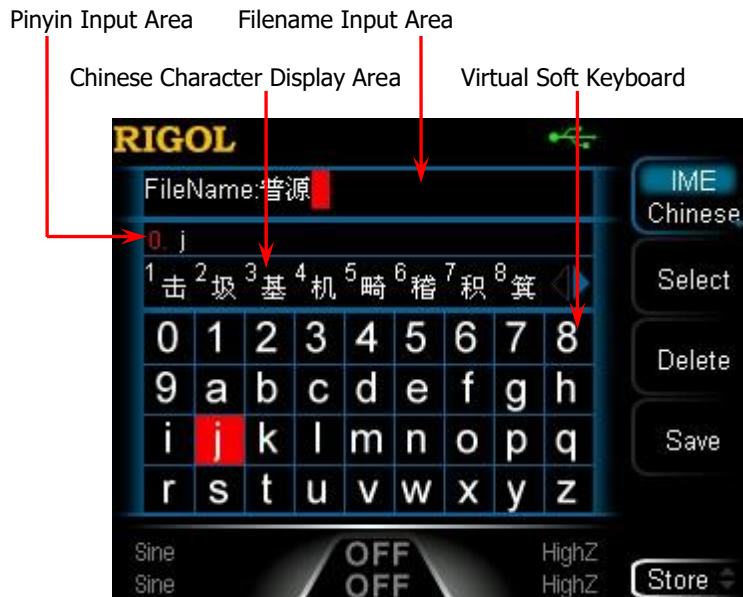 Pinyin Input Area Filename Input Area
Chinese Character Display Area Virtual Soft Keyboard
RIGOL
FileName:普源
IME
Chinese
0. j
1击 2圾 3基 4机 5畸 6稽 7积 8箕
Select
0 1 2 3 4 5 6 7 8
Delete
9 a b c d e f g h
i j k l m n o p q
Save
r s t u v w x y z
Sine OFF HighZ
Sine OFF HighZ
Store